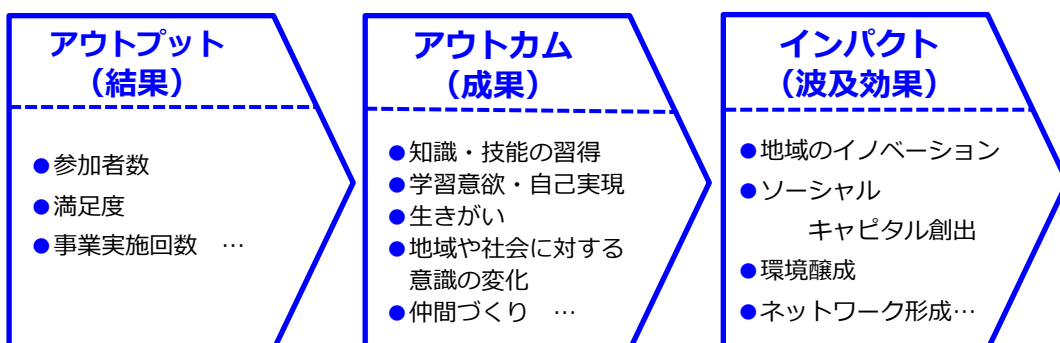 アウトプット
（結果）
●参加者数
●満足度
●事業実施回数　…
アウトカム
（成果）
●知識・技能の習得
●学習意欲・自己実現
●生きがい
●地域や社会に対する
意識の変化
●仲間づくり　…
インパクト
（波及効果）
●地域のイノベーション
●ソーシャル
キャピタル創出
●環境醸成
●ネットワーク形成…